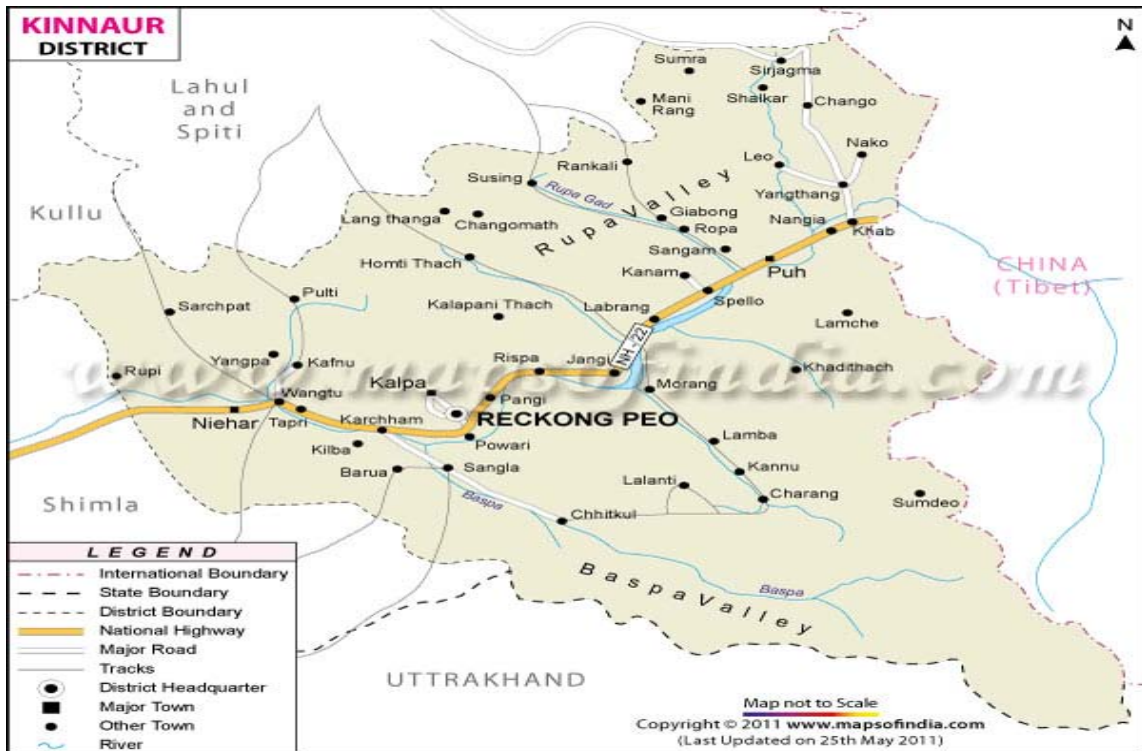 KINNAUR
DISTRICT
N
Lahul
and
Spiti
Kullu
Shimla
UTTRAKHAND
CHINA
(Tibet)
Sumra
Sirjagma
Mani
Rang
Shalkar
Chango
Nako
Leo
Rankali
Yangthang
Susing
Rupa Gad
Rupa Valley
Giabong
Nangia
Khab
Lang thanga
Changomath
Ropa
Sangam
Puh
Homti Thach
Kanam
Spello
Pulti
Sarchpat
Kalapani Thach
Labrang
Lamche
NH - 22
Yangpa
Kafnu
Rispa
Jangi
Khadithach
www.mapsofindia.com
Rupi
Kalpa
Morang
Wangtu
Pangi
Niehar
Tapri
Karchham
RECKONG PEO
Powari
Lamba
Kilba
Barua
Sangla
Kannu
Lalanti
Charang
Sumdeo
Baspa
Chhitkul
Baspa Valley
Baspa
LEGEND
International Boundary
State Boundary
District Boundary
National Highway
Major Road
Tracks
District Headquarter
Major Town
Other Town
River
Map not to Scale
Copyright © 2011 www.mapsofindia.com
(Last Updated on 25th May 2011)